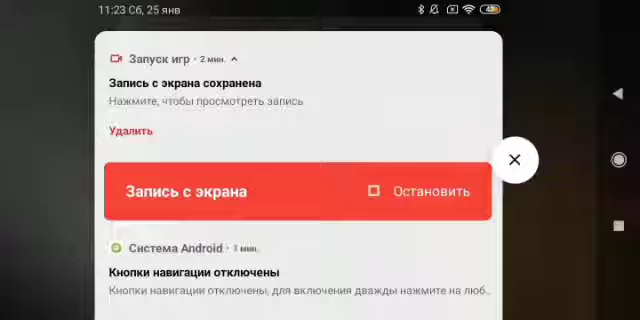 11:23 Сб, 25 янв
Запуск игр · 2 мин.
Запись с экрана сохранена
Нажмите, чтобы просмотреть запись
Удалить
Запись с экрана
Остановить
Система Android · 1 мин.
Кнопки навигации отключены
Кнопки навигации отключены, для включения дважды нажмите на люб..